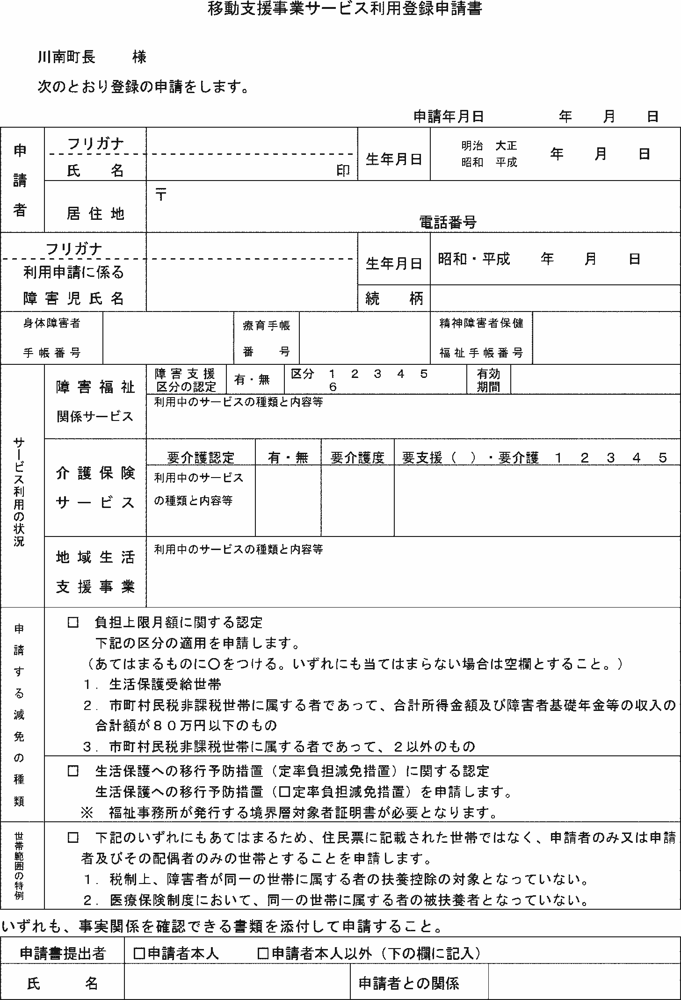 移動支援事業サービス利用登録申請書
川南町長　　様
次のとおり登録の申請をします。
申請年月日　　　　年　　月　　日
申請者
フリガナ
氏　　名
印
生年月日
明治　大正
昭和　平成
年　　月　　日
居 住 地
〒
電話番号
フリガナ
利用申請に係る
障 害 児 氏 名
生年月日
昭和・平成　　年　　月　　日
続　　柄
身体障害者
手 帳 番 号
療育手帳
番　　号
精神障害者保健
福 祉 手 帳 番 号
サービス利用の状況
障 害 福 祉
関係サービス
障 害 支 援
区分の認定
有・無
区分　１　２　３　４　５
６
有効
期間
利用中のサービスの種類と内容等
介 護 保 険
サ ー ビ ス
要介護認定
有・無
要介護度
要支援（　）・要介護　１　２　３　４　５
利用中のサービス
の種類と内容等
地 域 生 活
支 援 事 業
利用中のサービスの種類と内容等
申請する減免の種類
□　負担上限月額に関する認定
下記の区分の適用を申請します。
（あてはまるものに○をつける。いずれにも当てはまらない場合は空欄とすること。）
１．生活保護受給世帯
２．市町村民税非課税世帯に属する者であって、合計所得金額及び障害者基礎年金等の収入の
合計額が８０万円以下のもの
３．市町村民税非課税世帯に属する者であって、２以外のもの
□　生活保護への移行予防措置（定率負担減免措置）に関する認定
生活保護への移行予防措置（□定率負担減免措置）を申請します。
※　福祉事務所が発行する境界層対象者証明書が必要となります。
世帯範囲の特例
□　下記のいずれにもあてはまるため、住民票に記載された世帯ではなく、申請者のみ又は申請
者及びその配偶者のみの世帯とすることを申請します。
１．税制上、障害者が同一の世帯に属する者の扶養控除の対象となっていない。
２．医療保険制度において、同一の世帯に属する者の被扶養者となっていない。
いずれも、事実関係を確認できる書類を添付して申請すること。
申請書提出者
□申請者本人　　□申請者本人以外（下の欄に記入）
氏　　名
申請者との関係